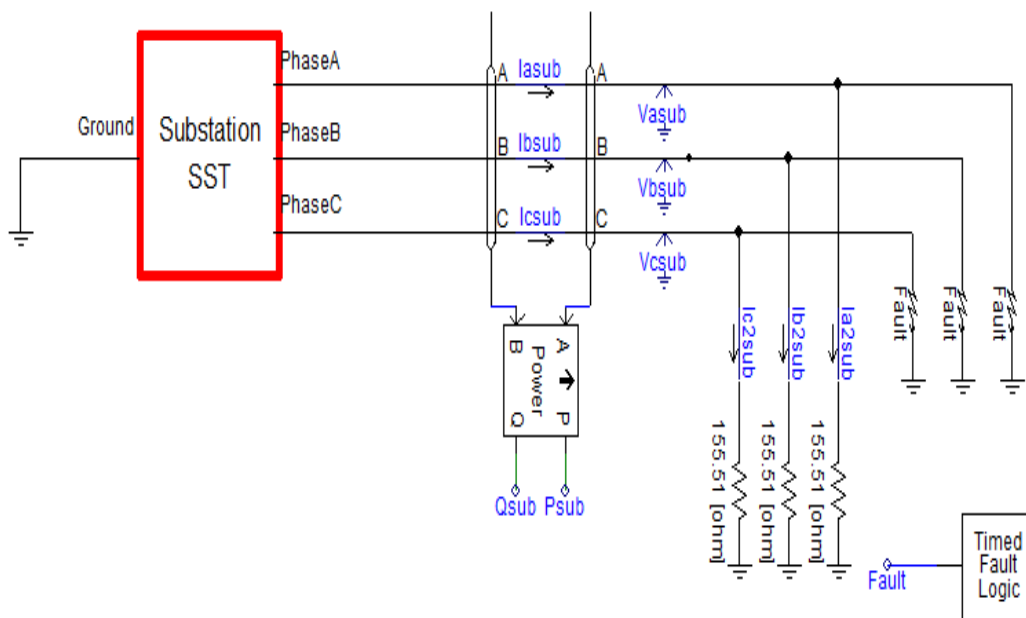 PhaseA
A
Iasub
A
Vasub
Ground
Substation
SST
PhaseB
B
Ibsub
B
Vbsub
PhaseC
C
Icsub
C
Vcsub
Ic2sub
Ib2sub
Ia2sub
Fault
Fault
Fault
A
B
Power
P
Q
Qsub
Psub
155.51 [ohm]
155.51 [ohm]
155.51 [ohm]
Fault
Timed
Fault
Logic